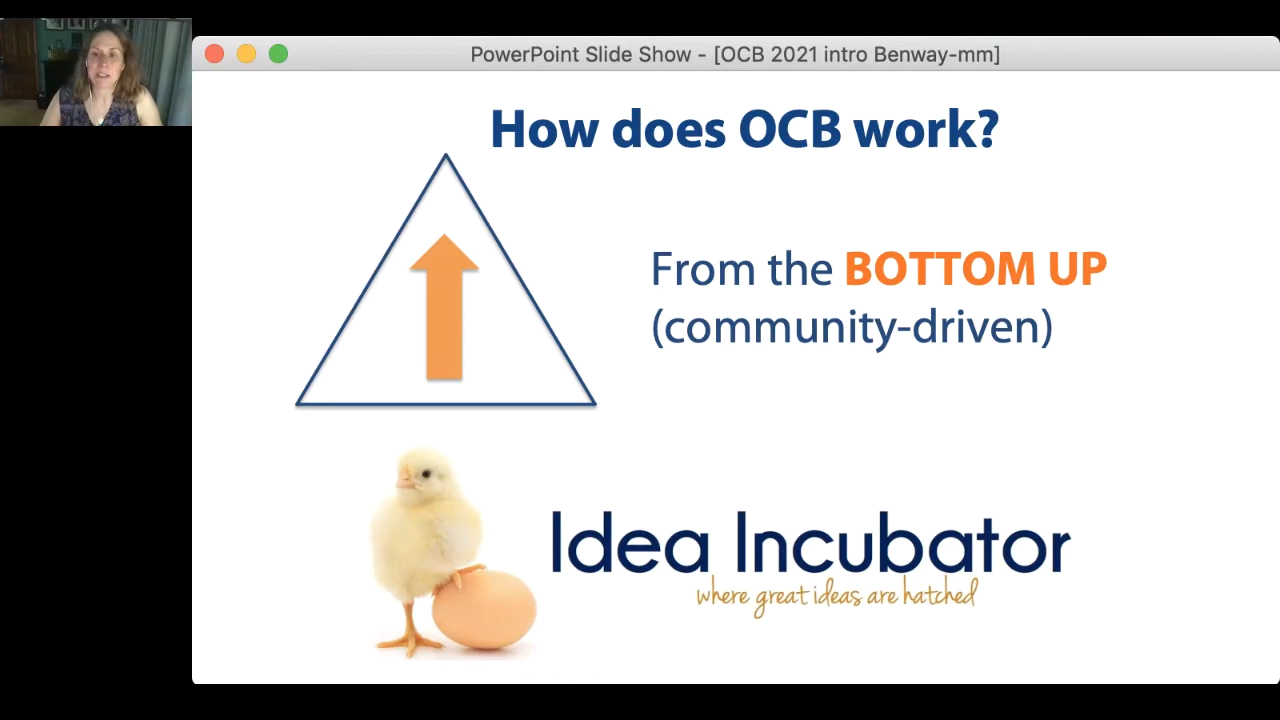 PowerPoint Slide Show - [OCB 2021 intro Benway-mm]
How does OCB work?
From the BOTTOM UP
(community-driven)
Idea Incubator
where great ideas are hatched